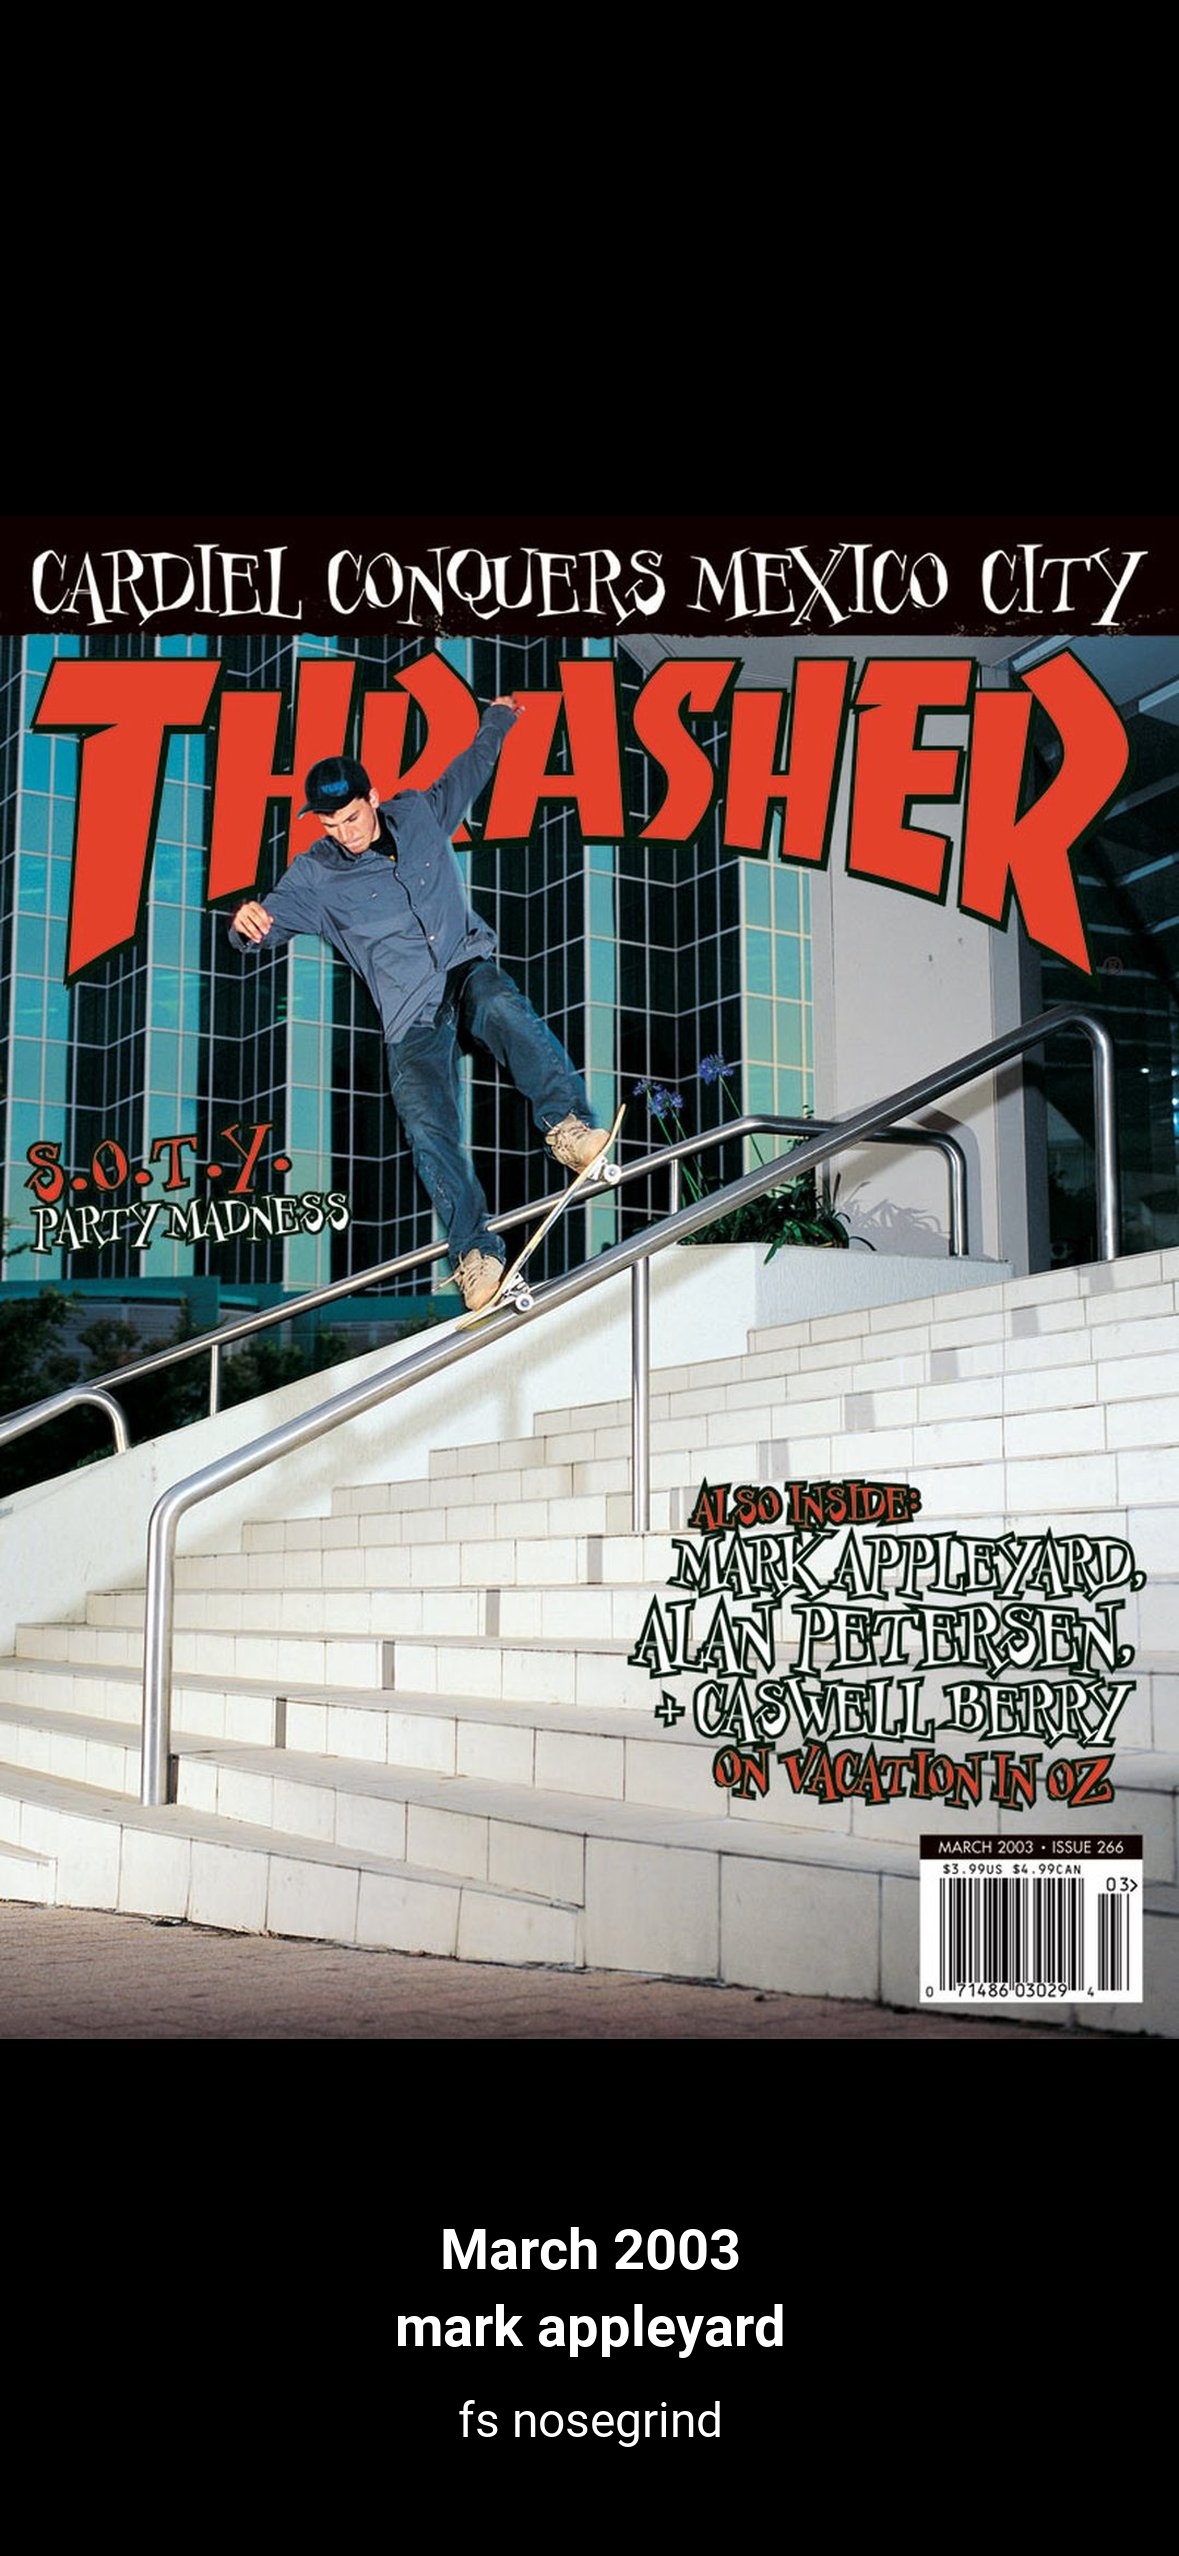 CARDIEL CONQUERS MEXICO CITY
THRASHER
S.O.T.Y.
PARTY MADNESS
ALSO INSIDE:
MARK APPLEYARD,
ALAN PETERSEN,
+ CASWELL BERRY
ON VACATION IN OZ
MARCH 2003 • ISSUE 266
$3.99US $4.99CAN
03>
0 71486 03029 4
March 2003
mark appleyard
fs nosegrind